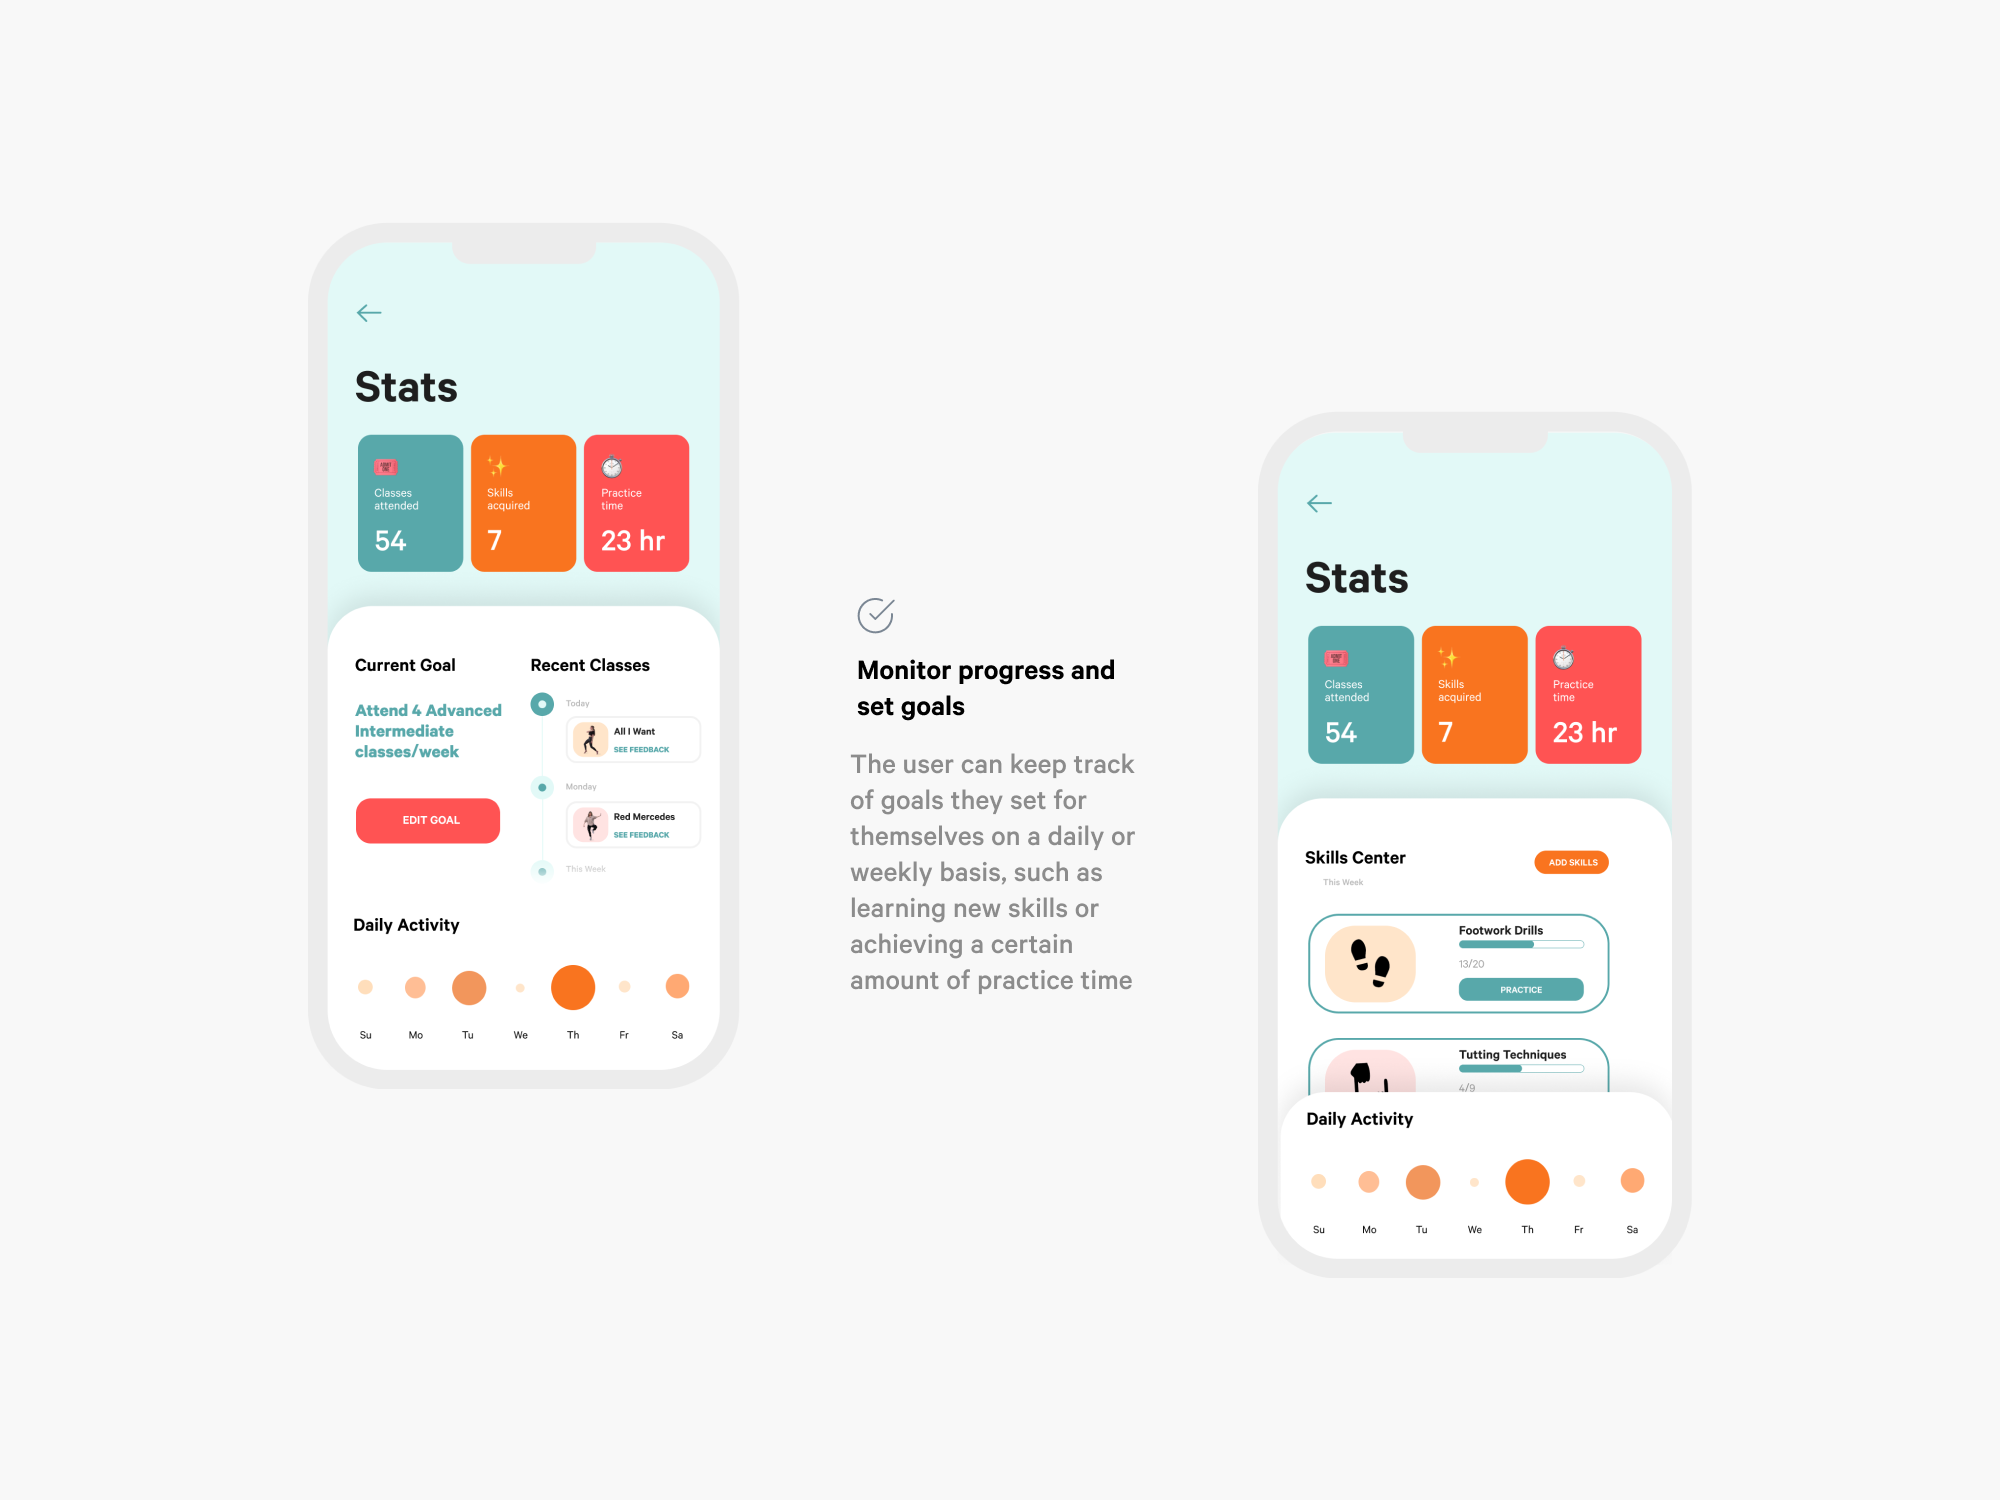 Stats
Classes
attended
54
Skills
acquired
7
Practice
time
23 hr
Current Goal
Attend 4 Advanced
Intermediate
classes/week
EDIT GOAL
Recent Classes
Today
All I Want
SEE FEEDBACK
Monday
Red Mercedes
SEE FEEDBACK
This Week
Daily Activity
Su Mo Tu We Th Fr Sa
Monitor progress and
set goals
The user can keep track
of goals they set for
themselves on a daily or
weekly basis, such as
learning new skills or
achieving a certain
amount of practice time
Stats
Classes
attended
54
Skills
acquired
7
Practice
time
23 hr
Skills Center
ADD SKILLS
This Week
Footwork Drills
13/20
PRACTICE
Tutting Techniques
4/9
Daily Activity
Su Mo Tu We Th Fr Sa